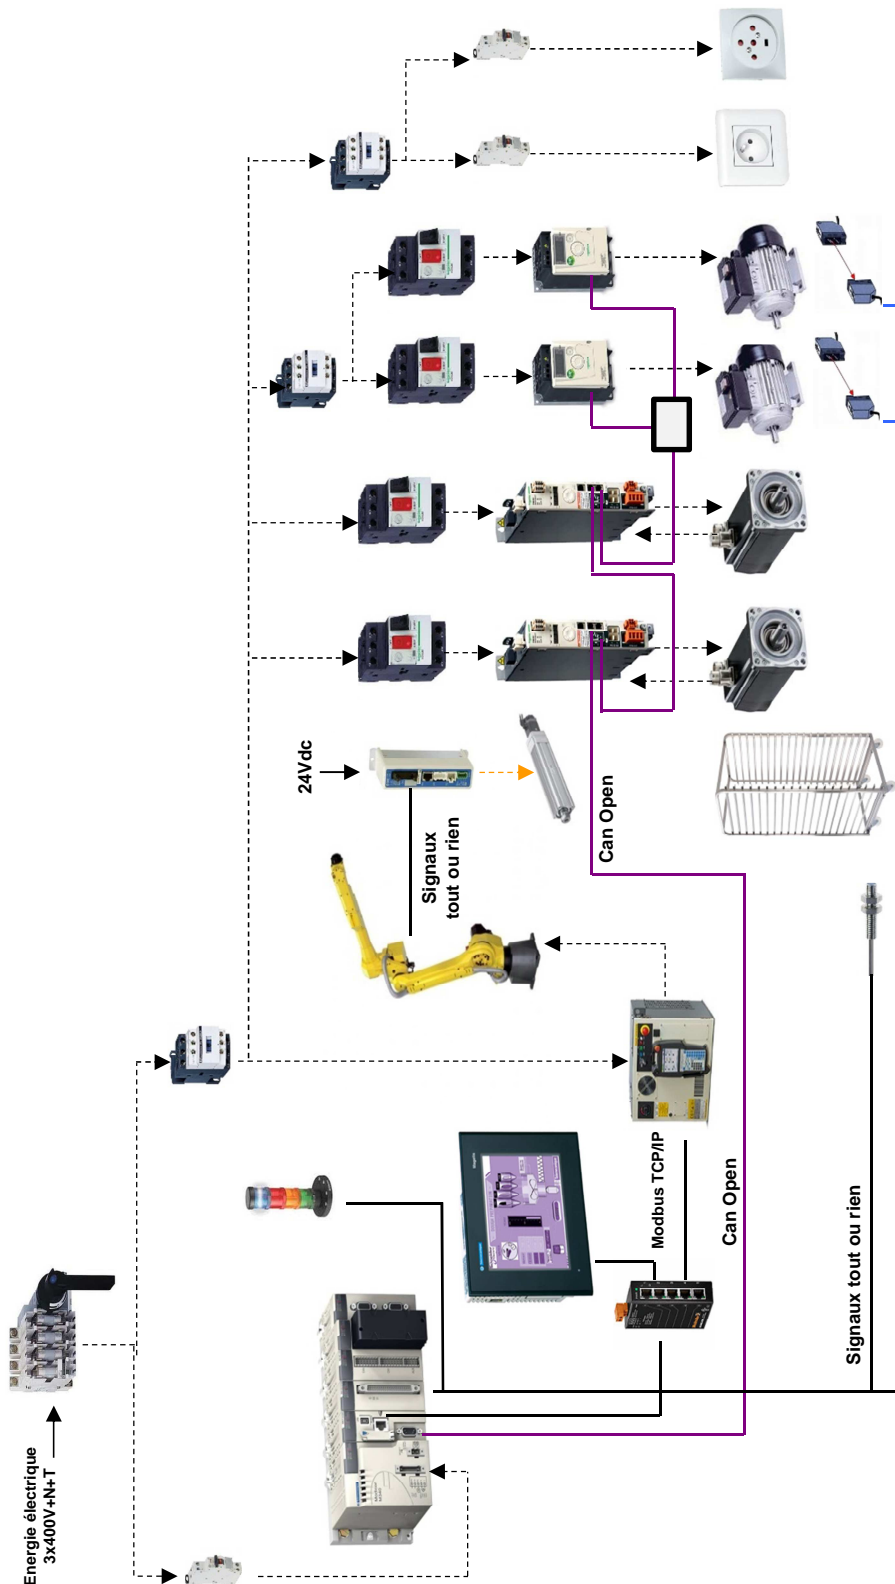 Energie électrique
3x400V+N+T
24Vdc
Signaux
tout ou rien
Can Open
Modbus TCP/IP
Can Open
Signaux tout ou rien